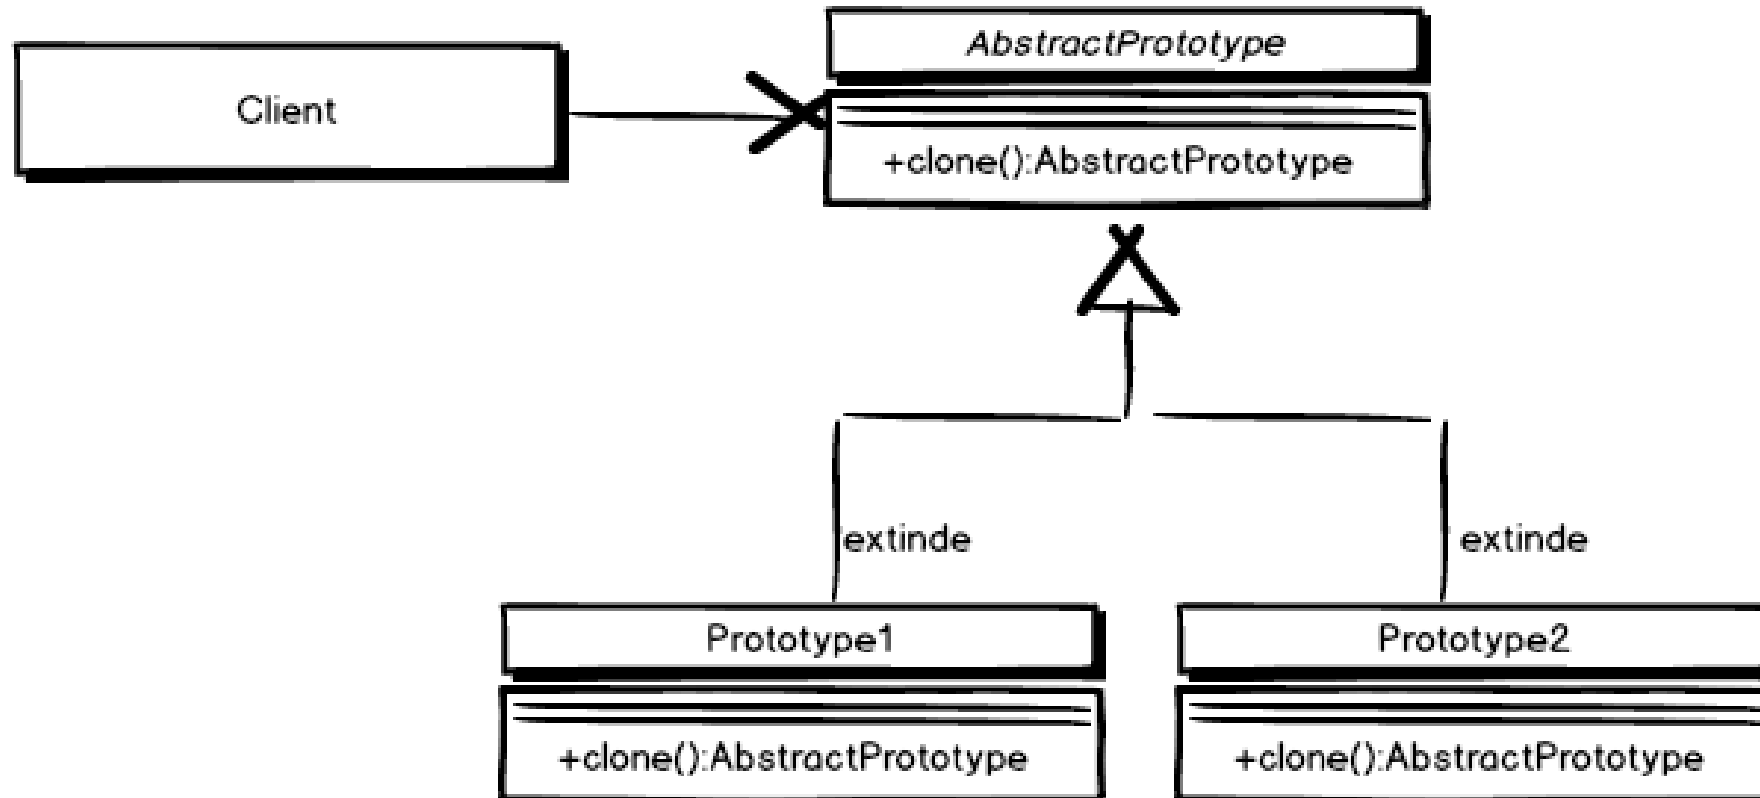 AbstractPrototype
Client
+clone():AbstractPrototype
extinde
extinde
Prototype1
Prototype2
+clone():AbstractPrototype
+clone():AbstractPrototype